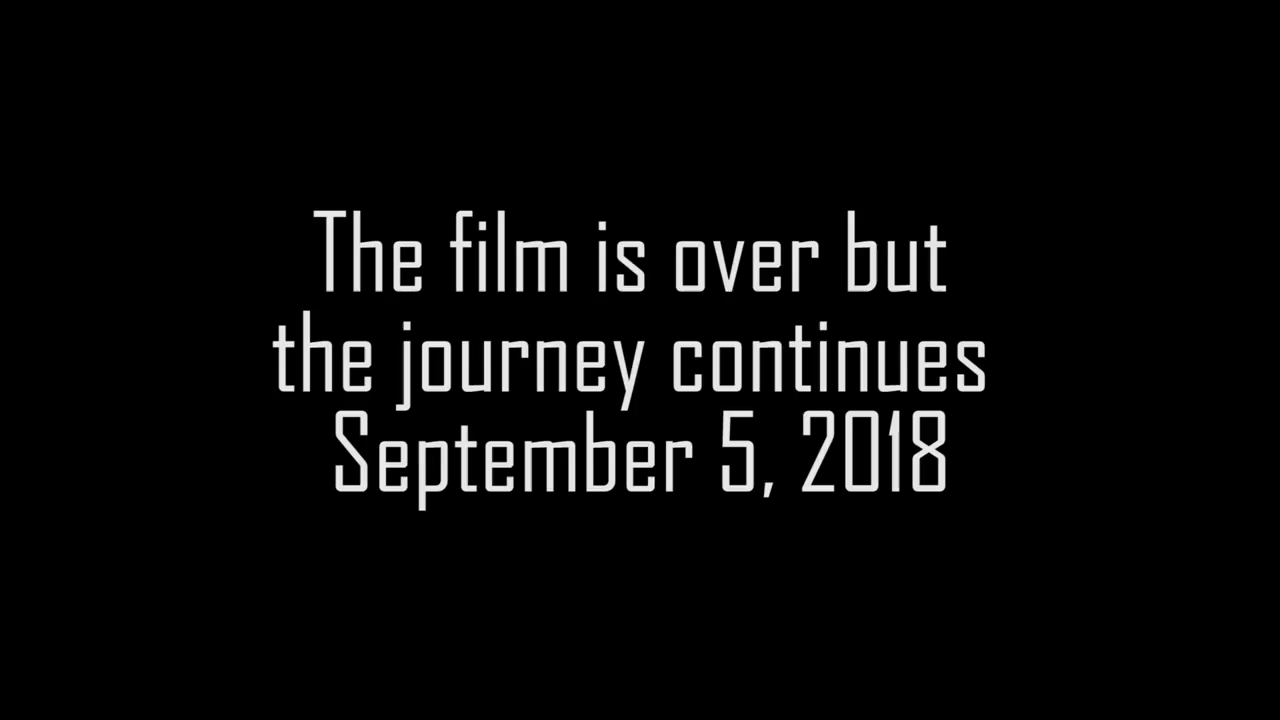 The film is over but
the journey continues
September 5, 2018